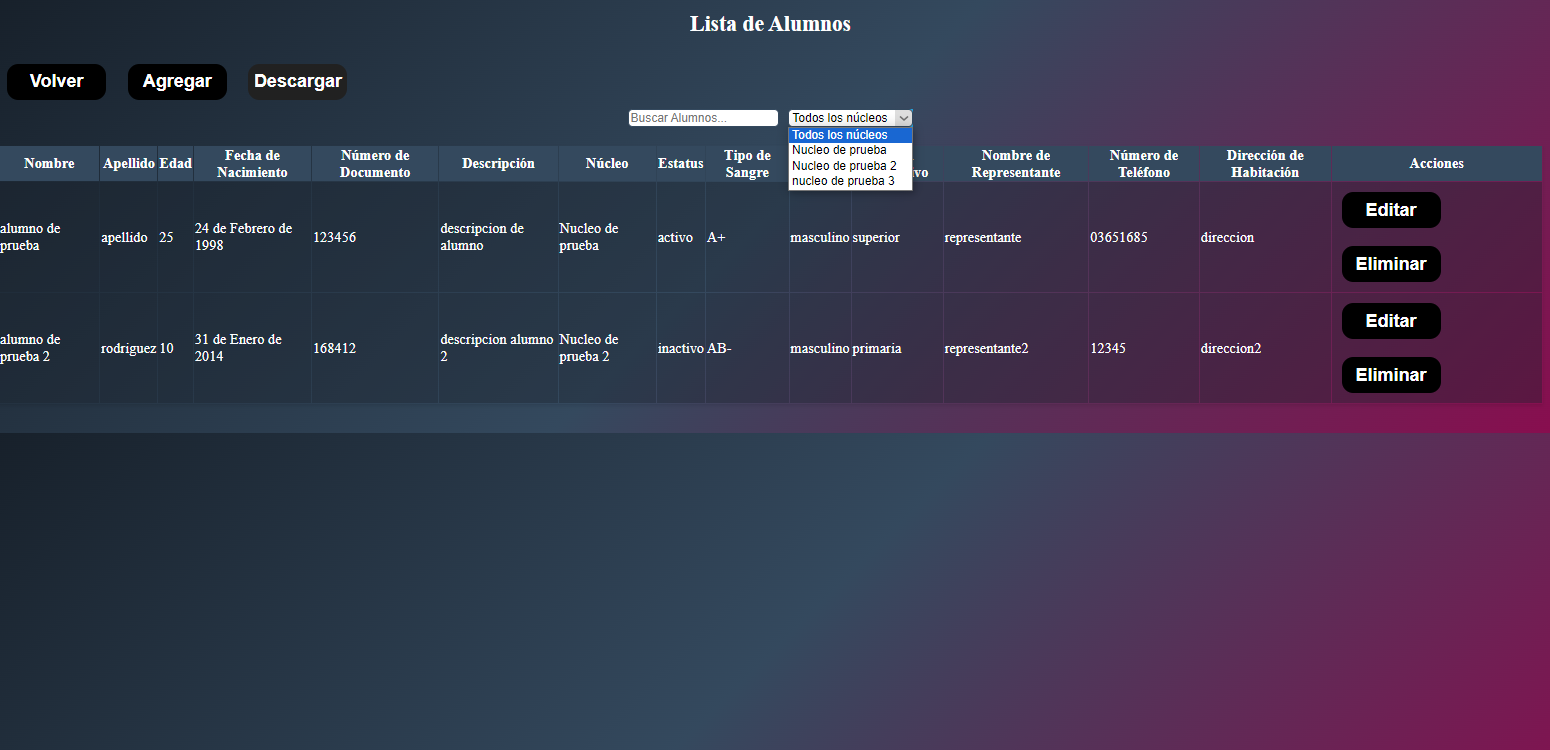 Lista de Alumnos
Volver
Agregar
Descargar
Buscar Alumnos...
Todos los núcleos
Todos los núcleos
Nucleo de prueba
Nucleo de prueba 2
nucleo de prueba 3
Nombre
Apellido
Edad
Fecha de
Nacimiento
Número de
Documento
Descripción
Núcleo
Estatus
Tipo de
Sangre
Nombre de
Representante
Número de
Teléfono
Dirección de
Habitación
Acciones
alumno de
prueba
apellido
25
24 de Febrero de
1998
123456
descripcion de
alumno
Nucleo de
prueba
activo
A+
masculino
superior
representante
03651685
direccion
Editar
Eliminar
alumno de
prueba 2
rodriguez
10
31 de Enero de
2014
168412
descripcion alumno
2
Nucleo de
prueba 2
inactivo
AB-
masculino
primaria
representante2
12345
direccion2
Editar
Eliminar